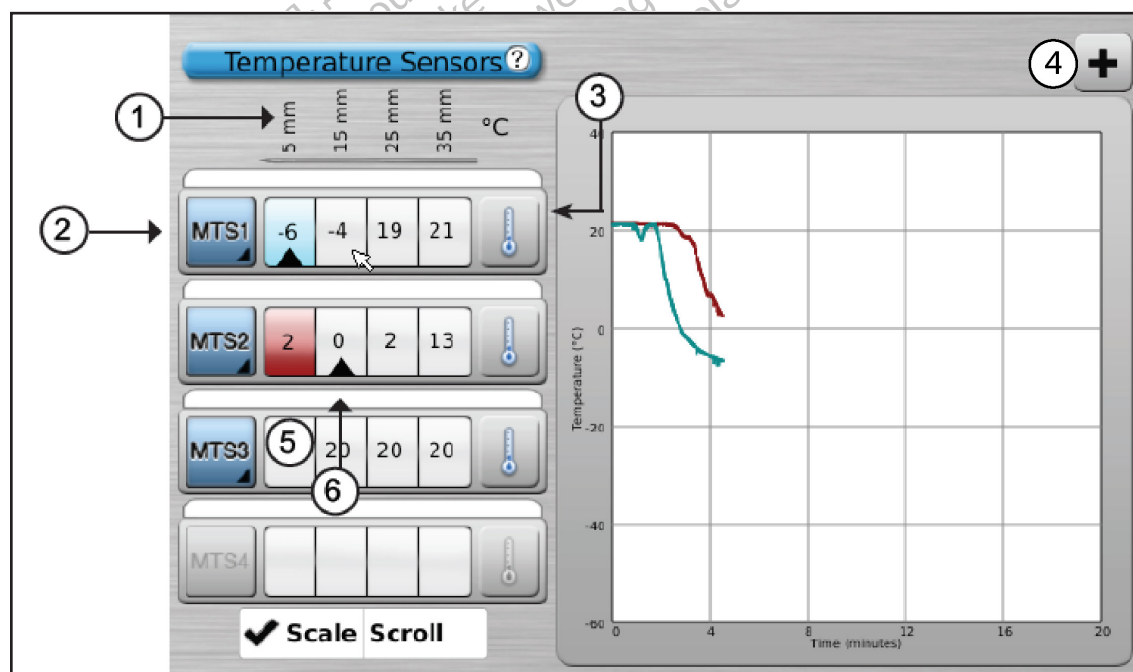 Temperature Sensors ?
4
1
5 mm 15 mm 25 mm 35 mm °C
3
2
MTS1 -6 -4 19 21
MTS2 2 0 2 13
MTS3 5 20 20 20
6
MTS4
Scale Scroll
40
20
0
-20
-40
-60
Temperature (°C)
0 4 8 12 16 20
Time (minutes)